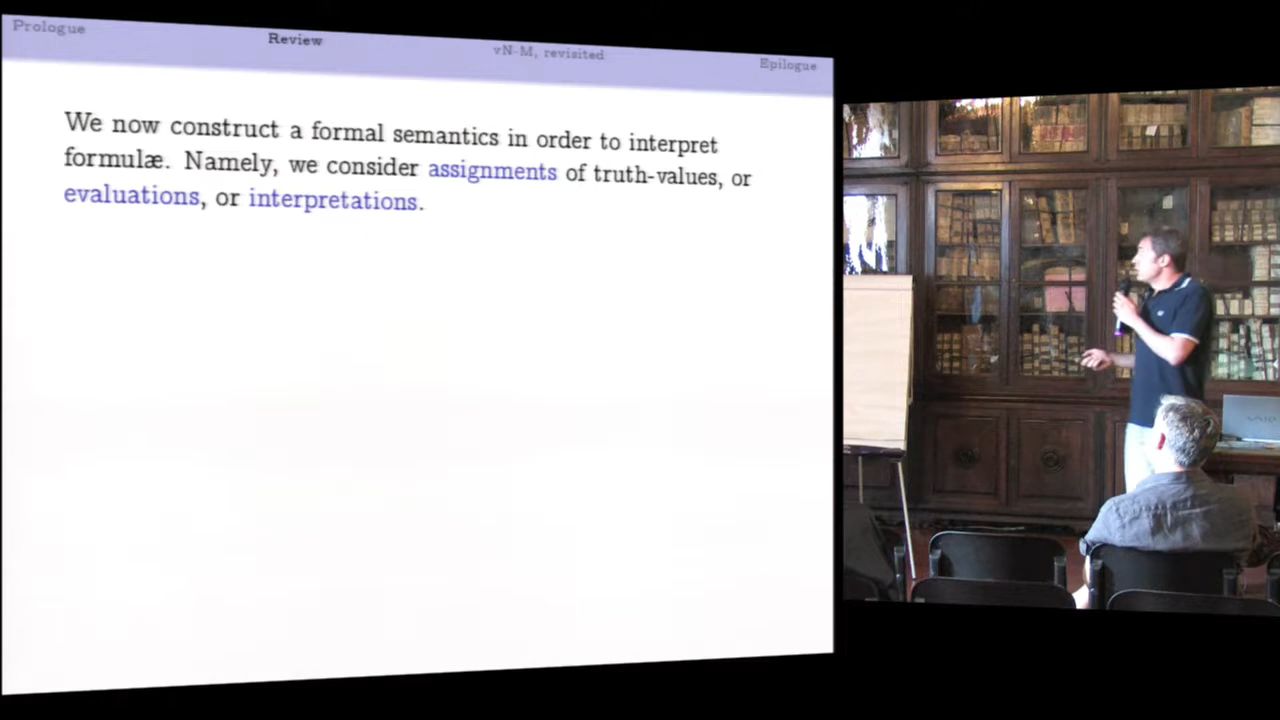 Prologue
Review
vN-M, revisited
Epilogue
We now construct a formal semantics in order to interpret
formulæ. Namely, we consider assignments of truth-values, or
evaluations, or interpretations.
VAIO